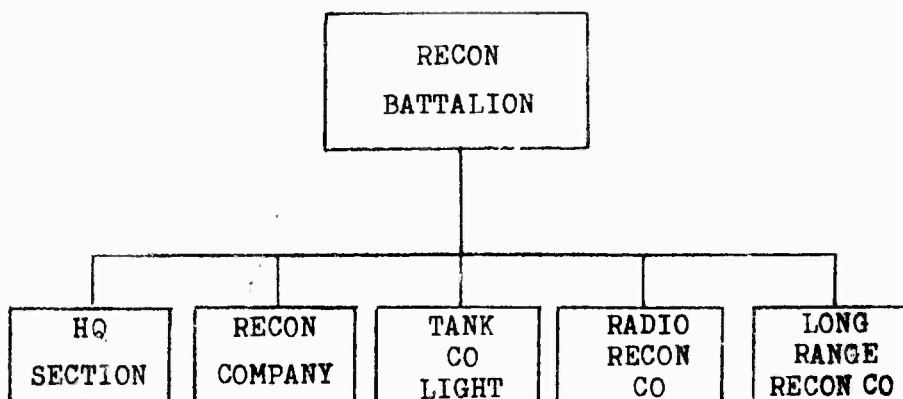 RECON
BATTALION
HQ
SECTION
RECON
COMPANY
TANK
CO
LIGHT
RADIO
RECON
CO
LONG
RANGE
RECON CO